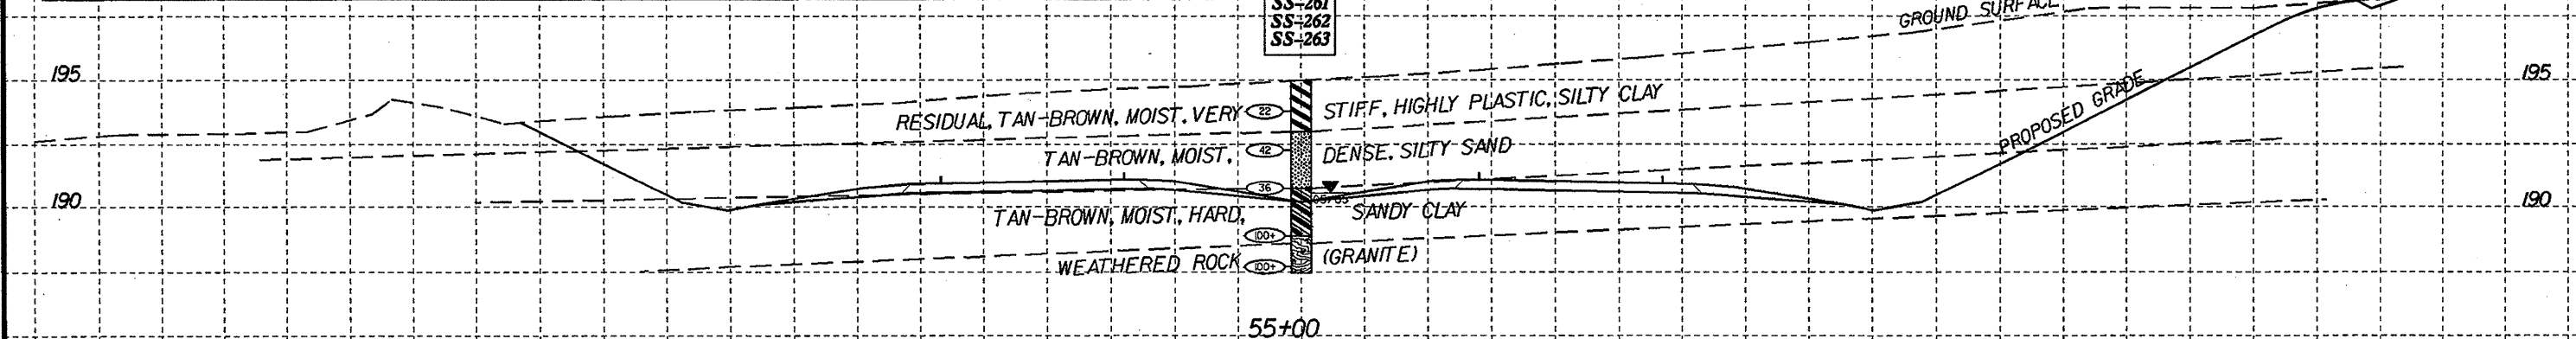 SS-261
SS-262
SS-263
GROUND SURFACE
195 195
RESIDUAL, TAN-BROWN, MOIST, VERY 22 STIFF, HIGHLY PLASTIC, SILTY CLAY
PROPOSED GRADE
TAN-BROWN, MOIST, 42 DENSE, SILTY SAND
36
190 190
TAN-BROWN, MOIST, HARD, SANDY CLAY
100+
WEATHERED ROCK 100+ (GRANITE)
55+00